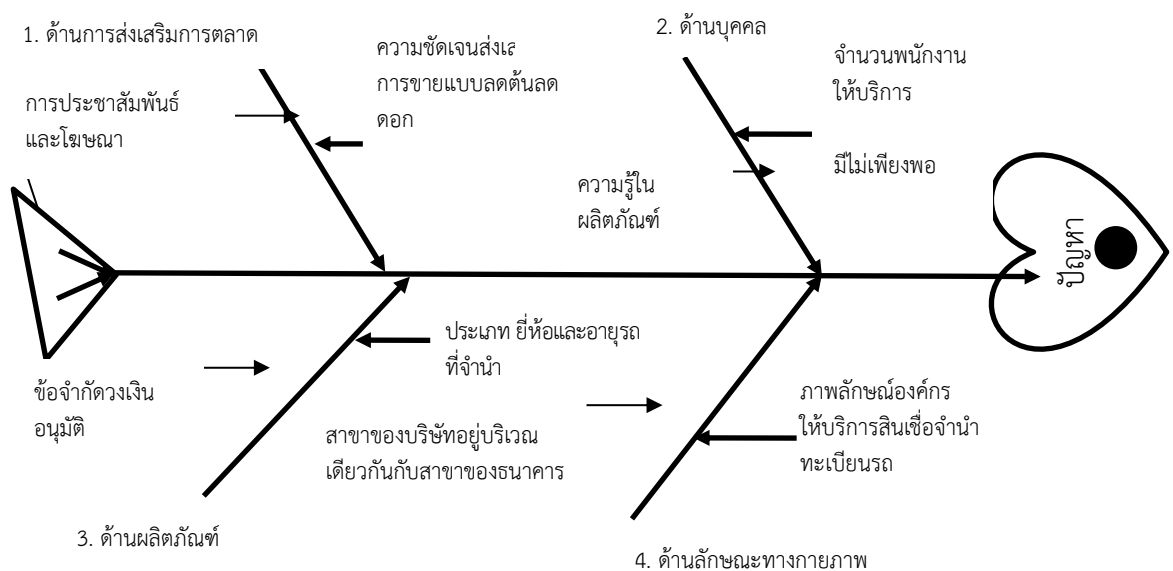 1. ด้านการส่งเสริมการตลาด
ความชัดเจนส่งเส
การขายแบบลดต้นลด
ดอก
การประชาสัมพันธ์
และโฆษณา
2. ด้านบุคคล
จำนวนพนักงาน
ให้บริการ
มีไม่เพียงพอ
ความรู้ใน
ผลิตภัณฑ์
ปัญหา
ข้อจำกัดวงเงิน
อนุมัติ
ประเภท ยี่ห้อและอายุรถ
ที่จำนำ
3. ด้านผลิตภัณฑ์
สาขาของบริษัทอยู่บริเวณ
เดียวกันกับสาขาของธนาคาร
ภาพลักษณ์องค์กร
ให้บริการสินเชื่อจำนำ
ทะเบียนรถ
4. ด้านลักษณะทางกายภาพ